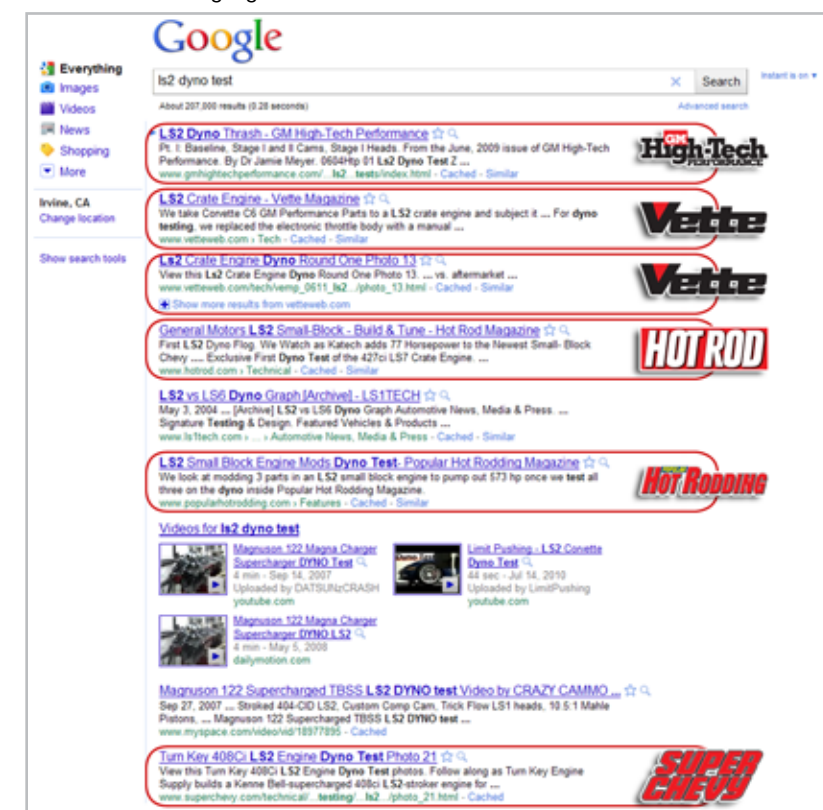 Google
Everything
Images
Videos
News
Shopping
More
Irvine, CA
Change location
Show search tools
ls2 dyno test
Search
Instant is on
About 207,000 results (0.28 seconds)
Advanced search
LS2 Dyno Thrash - GM High-Tech Performance
Pt. I: Baseline, Stage I and II Cams, Stage I Heads. From the June, 2009 issue of GM High-Tech
Performance. By Dr Jamie Meyer. 0604Htp 01 Ls2 Dyno Test Z ...
www.gmhightechperformance.com/...ls2...tests/index.html - Cached - Similar
GM
High-Tech
PERFORMANCE
LS2 Crate Engine - Vette Magazine
We take Corvette C6 GM Performance Parts to a LS2 crate engine and subject it ... For dyno
testing, we replaced the electronic throttle body with a manual ...
www.vetteweb.com › Tech - Cached - Similar
Vette
Ls2 Crate Engine Dyno Round One Photo 13
View this Ls2 Crate Engine Dyno Round One Photo 13. ... vs. aftermarket ...
www.vetteweb.com/tech/vemp_0611_ls2.../photo_13.html - Cached - Similar
Show more results from vetteweb.com
Vette
General Motors LS2 Small-Block - Build & Tune - Hot Rod Magazine
First LS2 Dyno Flog. We Watch as Katech adds 77 Horsepower to the Newest Small- Block
Chevy .... Exclusive First Dyno Test of the 427ci LS7 Crate Engine. ...
www.hotrod.com › Technical - Cached - Similar
HOT ROD
LS2 vs LS6 Dyno Graph [Archive] - LS1TECH
May 3, 2004 ... [Archive] LS2 vs LS6 Dyno Graph Automotive News, Media & Press. ...
Signature Testing & Design. Featured Vehicles & Products ...
www.ls1tech.com › ... › Automotive News, Media & Press - Cached - Similar
LS2 Small Block Engine Mods Dyno Test- Popular Hot Rodding Magazine
We look at modding 3 parts in an LS2 small block engine to pump out 573 hp once we test all
three on the dyno inside Popular Hot Rodding Magazine.
www.popularhotrodding.com › Features - Cached - Similar
HOT RODDING
Videos for ls2 dyno test
Magnuson 122 Magna Charger
Supercharger DYNO Test
4 min - Sep 14, 2007
Uploaded by DATSUNzCRASH
youtube.com
Limit Pushing - LS2 Corvette
Dyno Test
44 sec - Jul 14, 2010
Uploaded by LimitPushing
youtube.com
Magnuson 122 Magna Charger
Supercharger DYNO LS2
4 min - May 5, 2008
dailymotion.com
Magnuson 122 Supercharged TBSS LS2 DYNO test Video by CRAZY CAMMO ...
Sep 27, 2007 ... Stroked 404-CID LS2, Custom Comp Cam, Trick Flow LS1 heads, 10.5:1 Mahle
Pistons, ... Magnuson 122 Supercharged TBSS LS2 DYNO test ...
www.myspace.com/video/vid/18977895 - Cached
Turn Key 408Ci LS2 Engine Dyno Test Photo 21
View this Turn Key 408Ci LS2 Engine Dyno Test photos. Follow along as Turn Key Engine
Supply builds a Kenne Bell-supercharged 408ci LS2-stroker engine for ...
www.superchevy.com/technical/...testing/...ls2.../photo_21.html - Cached
SUPER
CHEVY